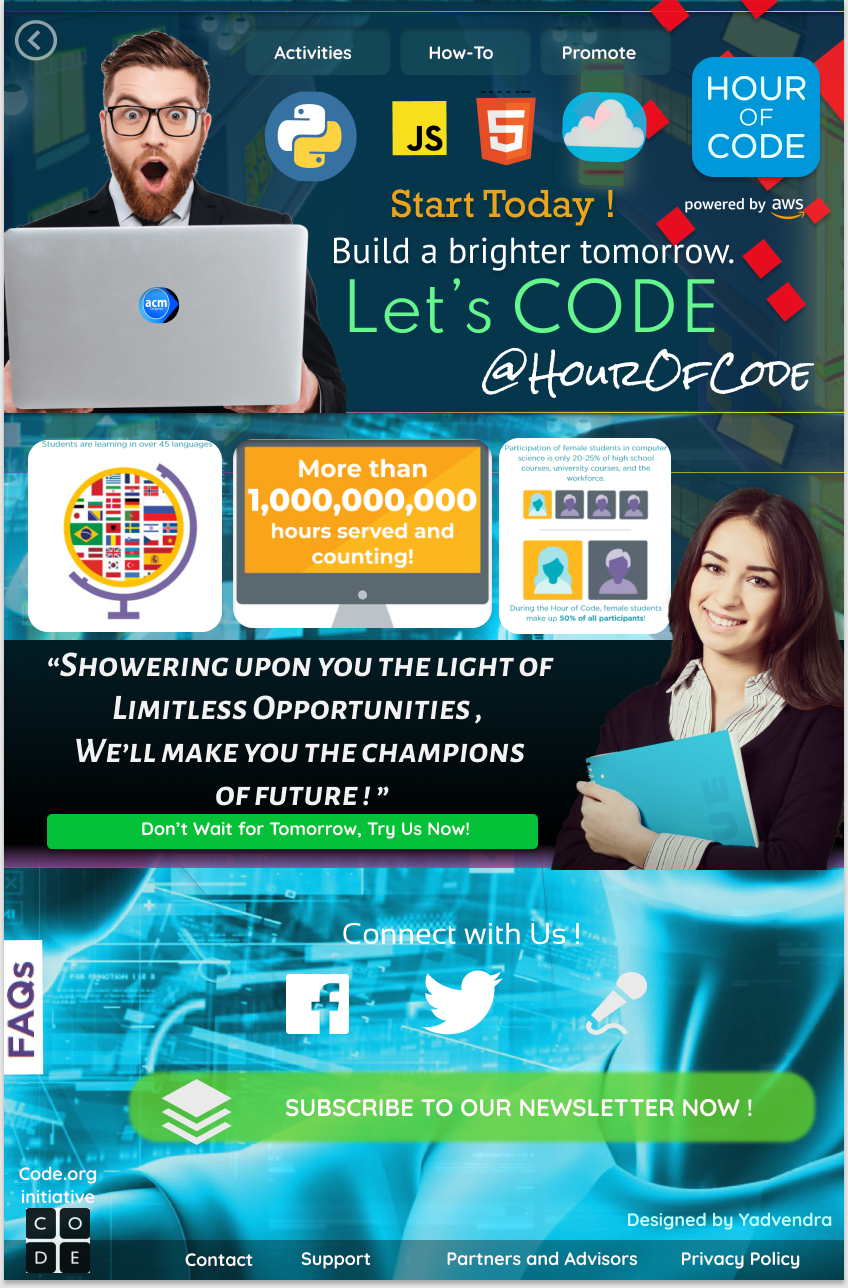 Activities
How-To
Promote
HOUR
OF
CODE
JS
5
Start Today !
powered by aws
Build a brighter tomorrow.
Let's CODE
@HourOfCode
acm
Students are learning in over 45 languages
More than
1,000,000,000
hours served and
counting!
Participation of female students in computer
science is only 20-25% of high school
courses, university courses, and the
workforce.
During the Hour of Code, female students
make up 50% of all participants!
“Showering upon you the light of
Limitless Opportunities ,
We’ll make you the champions
of future ! ”
Don’t Wait for Tomorrow, Try Us Now!
Connect with Us !
FAQs
SUBSCRIBE TO OUR NEWSLETTER NOW !
Code.org
initiative
C O
D E
Designed by Yadvendra
Contact
Support
Partners and Advisors
Privacy Policy